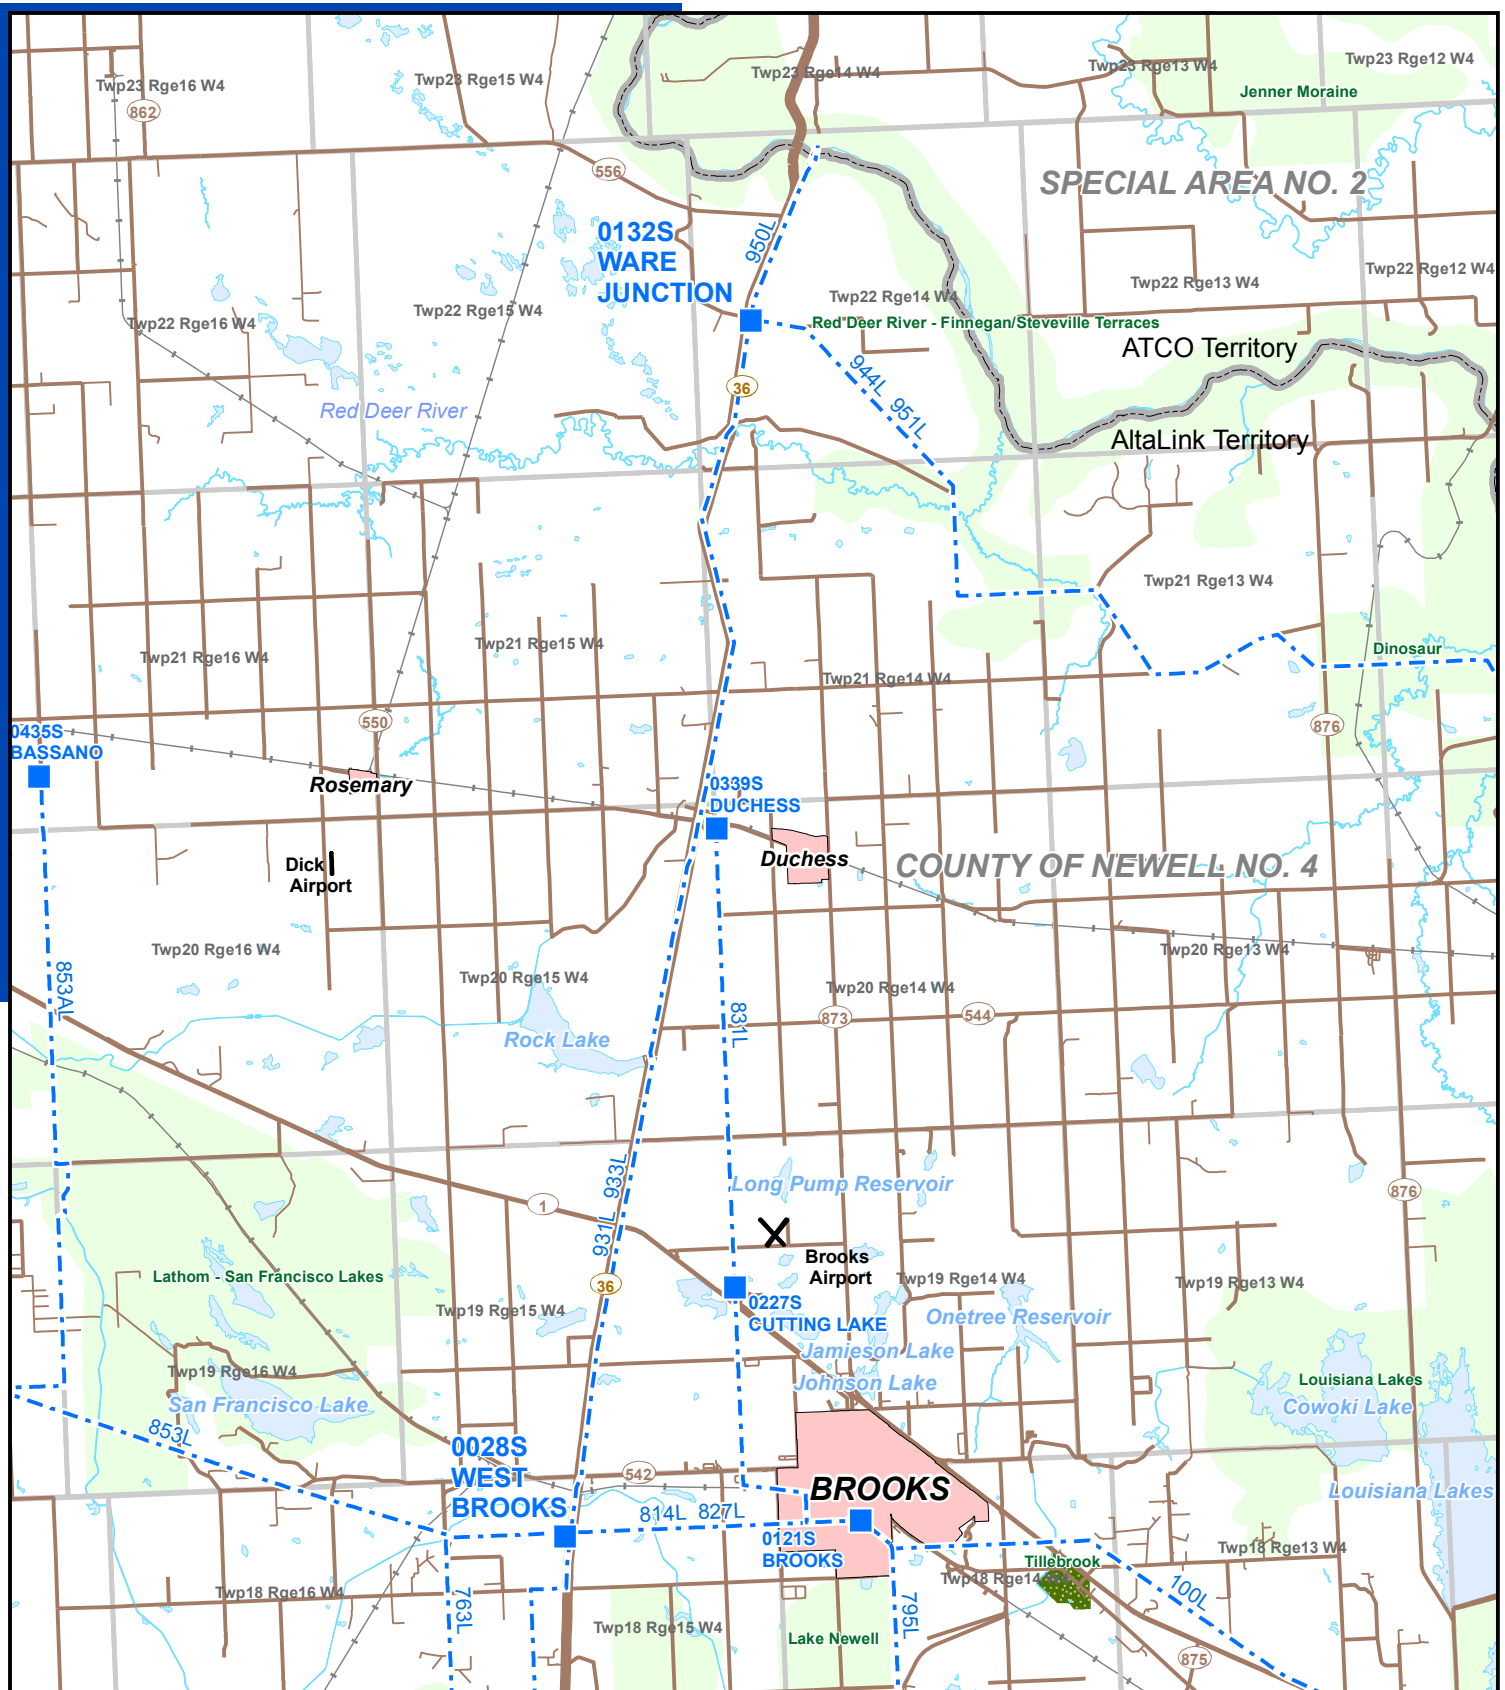 Twp23 Rge16 W4
Twp23 Rge15 W4
Twp23 Rge14 W4
Twp23 Rge13 W4
Twp23 Rge12 W4
Jenner Moraine
862
556
SPECIAL AREA NO. 2
0132S
WARE
JUNCTION
950L
Twp22 Rge16 W4
Twp22 Rge15 W4
Twp22 Rge14 W4
Twp22 Rge13 W4
Twp22 Rge12 W4
Red Deer River - Finnegan/Steveville Terraces
ATCO Territory
36
944L 951L
Red Deer River
AltaLink Territory
Twp21 Rge13 W4
Twp21 Rge16 W4
Twp21 Rge15 W4
Twp21 Rge14 W4
Dinosaur
550
876
0435S
BASSANO
Rosemary
0339S
DUCHESS
Duchess
Dick
Airport
COUNTY OF NEWELL NO. 4
Twp20 Rge16 W4
Twp20 Rge15 W4
Twp20 Rge14 W4
Twp20 Rge13 W4
853AL
831L
873
544
Rock Lake
931L 933L
1
Long Pump Reservoir
876
Brooks
Airport
Lathom - San Francisco Lakes
36
Twp19 Rge15 W4
Twp19 Rge14 W4
Twp19 Rge13 W4
0227S
CUTTING LAKE
Onetree Reservoir
Jamieson Lake
Johnson Lake
Twp19 Rge16 W4
San Francisco Lake
Louisiana Lakes
Cowoki Lake
853L
0028S
WEST
BROOKS
542
BROOKS
Louisiana Lakes
814L 827L
0121S
BROOKS
Tillebrook
Twp18 Rge13 W4
Twp18 Rge16 W4
Twp18 Rge14
763L
795L
100L
Twp18 Rge15 W4
Lake Newell
875